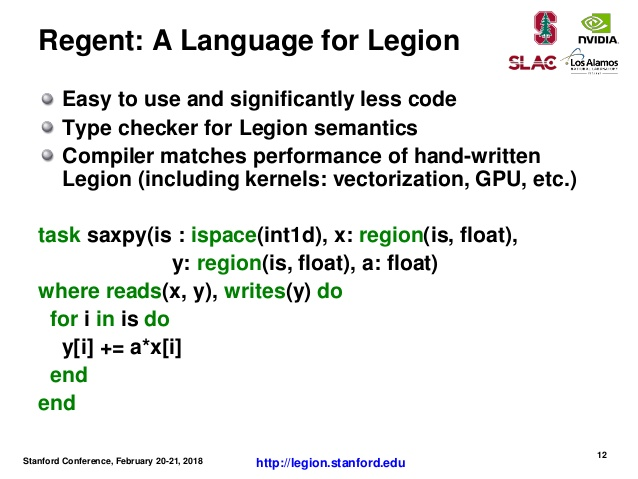 Regent: A Language for Legion
NVIDIA
SLAC
Los Alamos
Easy to use and significantly less code
Type checker for Legion semantics
Compiler matches performance of hand-written
Legion (including kernels: vectorization, GPU, etc.)
task saxpy(is : ispace(int1d), x: region(is, float),
y: region(is, float), a: float)
where reads(x, y), writes(y) do
for i in is do
y[i] += a*x[i]
end
end
Stanford Conference, February 20-21, 2018
http://legion.stanford.edu
12